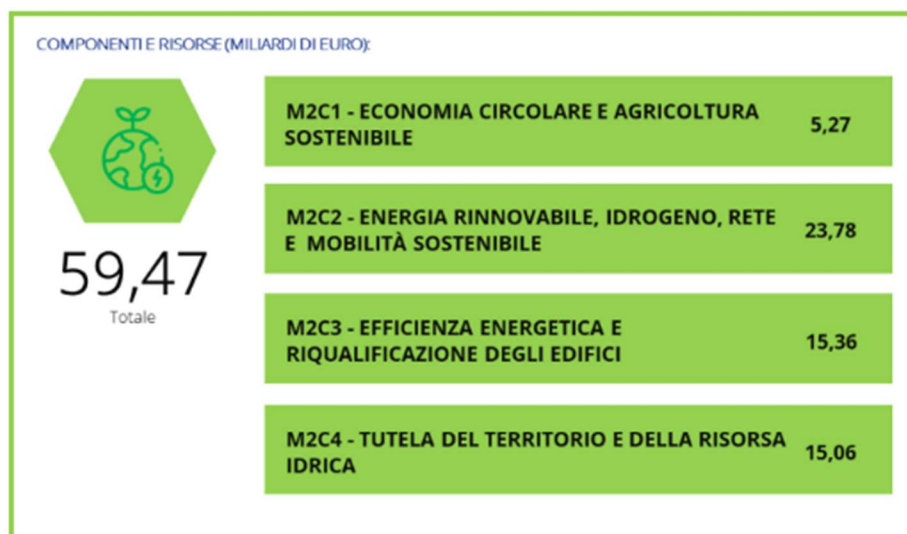 COMPONENTI E RISORSE (MILIARDI DI EURO):
59,47
Totale
M2C1 - ECONOMIA CIRCOLARE E AGRICOLTURA
SOSTENIBILE
5,27
M2C2 - ENERGIA RINNOVABILE, IDROGENO, RETE
E MOBILITÀ SOSTENIBILE
23,78
M2C3 - EFFICIENZA ENERGETICA E
RIQUALIFICAZIONE DEGLI EDIFICI
15,36
M2C4 - TUTELA DEL TERRITORIO E DELLA RISORSA
IDRICA
15,06